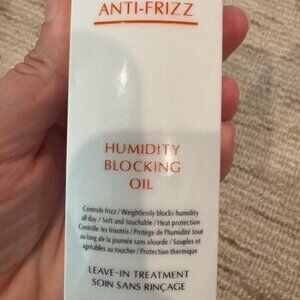 ANTI-FRIZZ
HUMIDITY
BLOCKING
OIL
Controls frizz / Weightlessly blocks humidity
all day / Soft and touchable / Heat protection
Contrôle les frisottis / Protège de l'humidité tout
au long de la journée sans alourdir / Souples et
agréables au toucher / Protection thermique
LEAVE-IN TREATMENT
SOIN SANS RINÇAGE